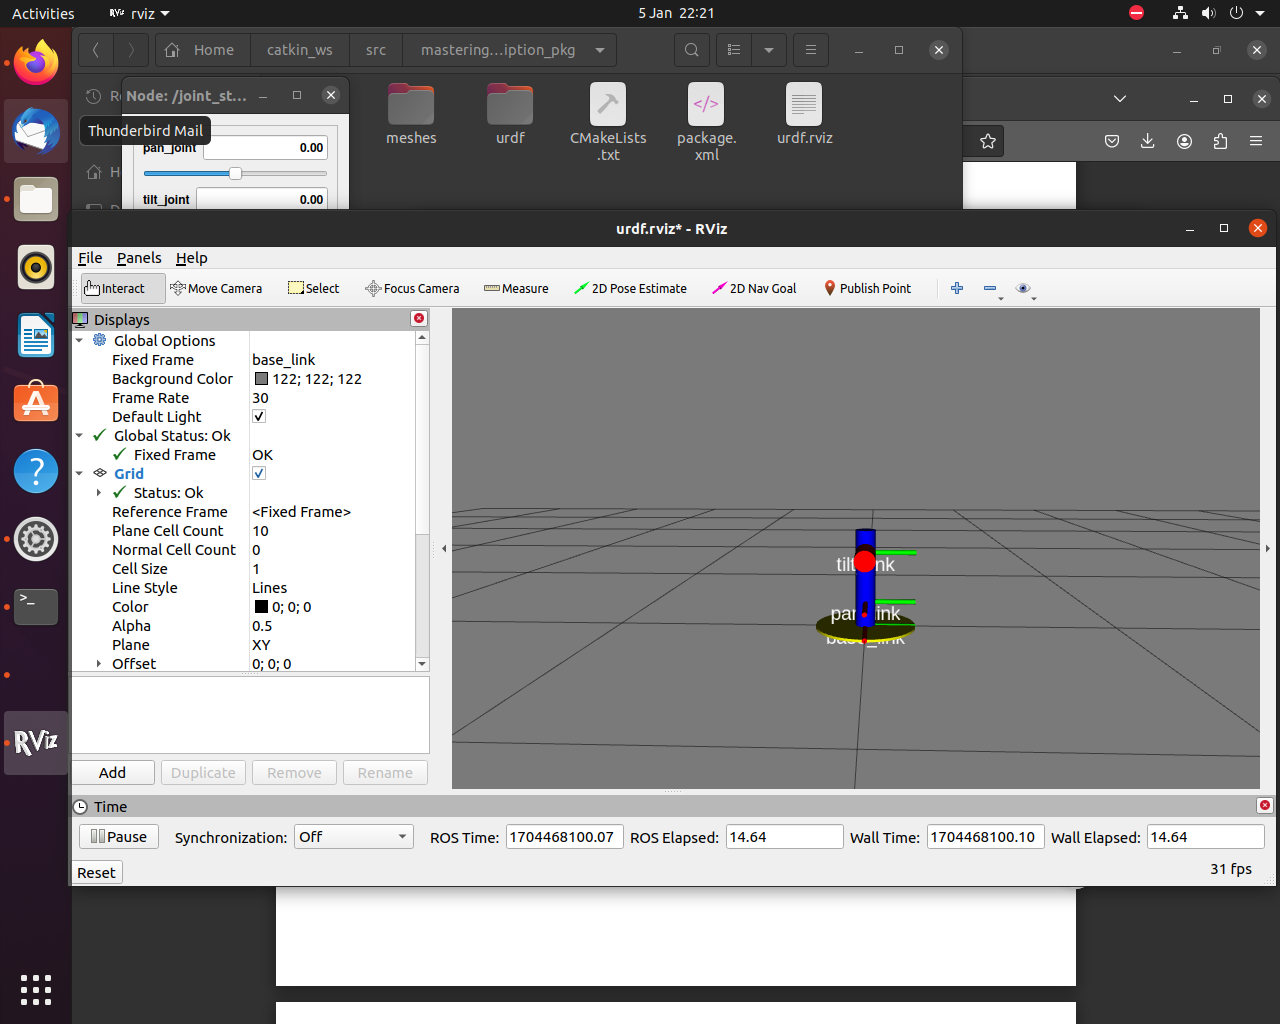 Activities
RViz rviz
5 Jan 22:21
Home
catkin_ws
src
mastering...iption_pkg
Node: /joint_st...
Thunderbird Mail
pan_joint
0.00
tilt_joint
0.00
meshes
urdf
CMakeLists
.txt
package.
xml
urdf.rviz
urdf.rviz* - RViz
File Panels Help
Interact Move Camera Select Focus Camera Measure 2D Pose Estimate 2D Nav Goal Publish Point
Displays
Global Options
Fixed Frame base_link
Background Color 122; 122; 122
Frame Rate 30
Default Light
Global Status: Ok
Fixed Frame OK
Grid
Status: Ok
Reference Frame <Fixed Frame>
Plane Cell Count 10
Normal Cell Count 0
Cell Size 1
Line Style Lines
Color 0; 0; 0
Alpha 0.5
Plane XY
Offset 0; 0; 0
RViz
Add Duplicate Remove Rename
Time
Pause Synchronization: Off ROS Time: 1704468100.07 ROS Elapsed: 14.64 Wall Time: 1704468100.10 Wall Elapsed: 14.64
Reset
31 fps